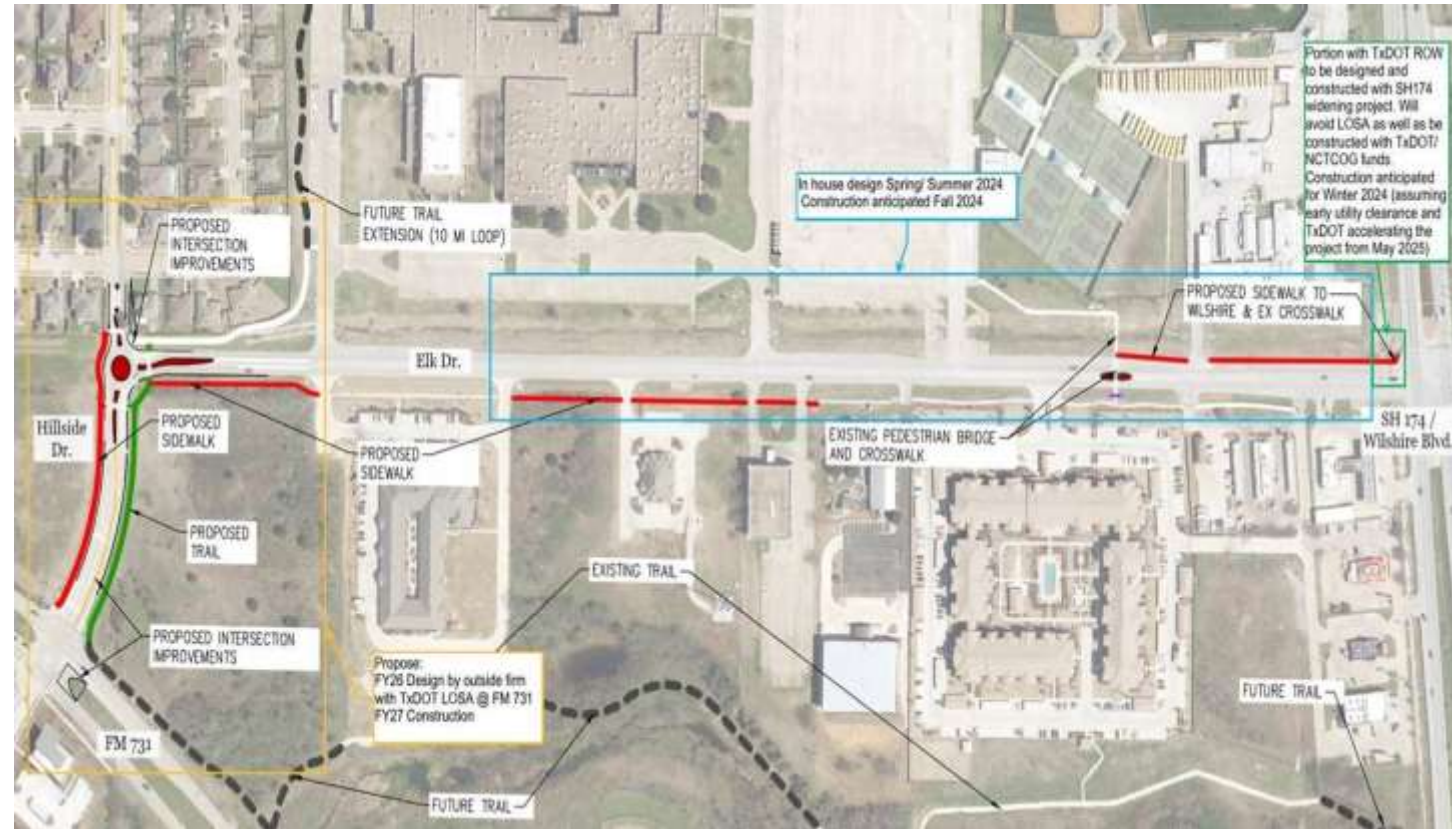 Portion with TxDOT ROW
to be designed and
constructed with SH174
widening project. Will
avoid LOSA as well as be
constructed with TxDOT/
NCTCOG funds
Construction anticipated
for Winter 2024 (assuming
early utility clearance and
TxDOT accelerating the
project from May 2025)
In house design Spring/ Summer 2024
Construction anticipated Fall 2024
FUTURE TRAIL
EXTENSION (10 MI LOOP)
PROPOSED
INTERSECTION
IMPROVEMENTS
PROPOSED SIDEWALK TO
WLSHIRE & EX CROSSWALK
Elk Dr.
Hillside
Dr.
PROPOSED
SIDEWALK
PROPOSED
SIDEWALK
EXISTING PEDESTRIAN BRIDGE
AND CROSSWALK
SH 174 /
Wilshire Blvd.
PROPOSED
TRAIL
EXISTING TRAIL
PROPOSED INTERSECTION
IMPROVEMENTS
Propose:
FY26 Design by outside firm
with TxDOT LOSA @ FM 731
FY27 Construction
FUTURE TRAIL
FM 731
FUTURE TRAIL